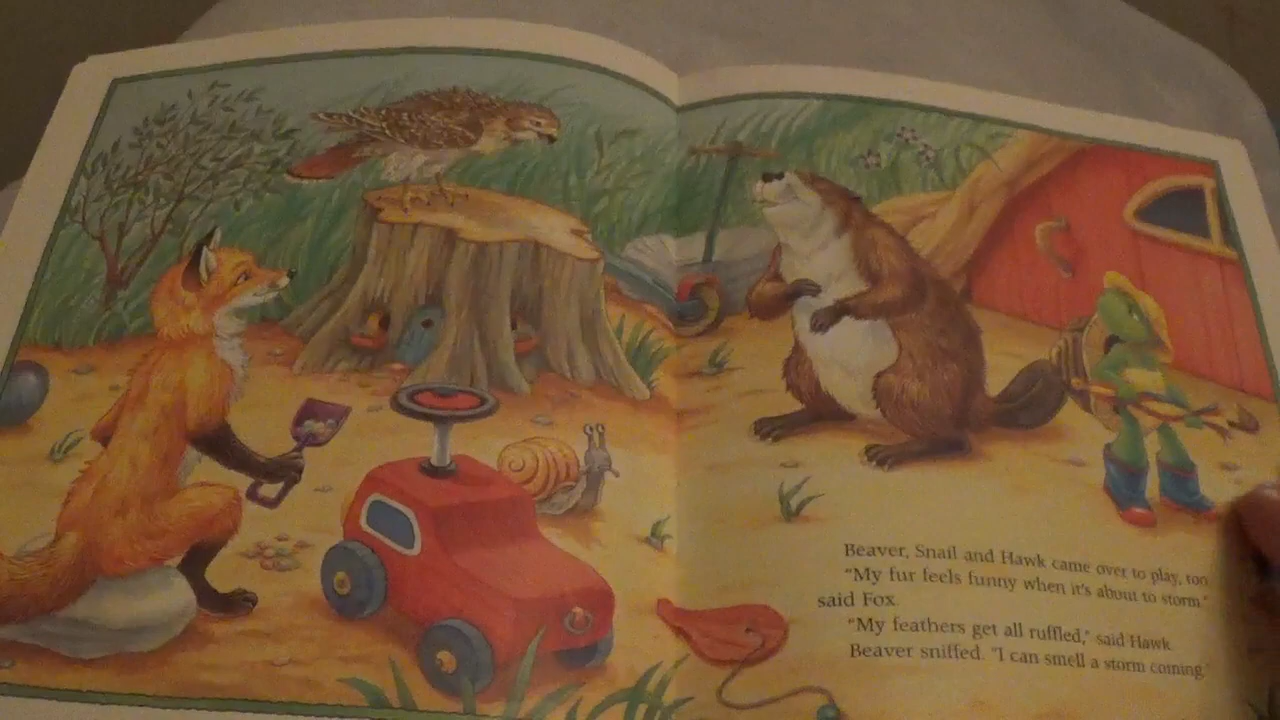 Beaver, Snail and Hawk came over to play, too
"My fur feels funny when it's about to storm."
said Fox.
"My feathers get all ruffled," said Hawk.
Beaver sniffed. "I can smell a storm coming."